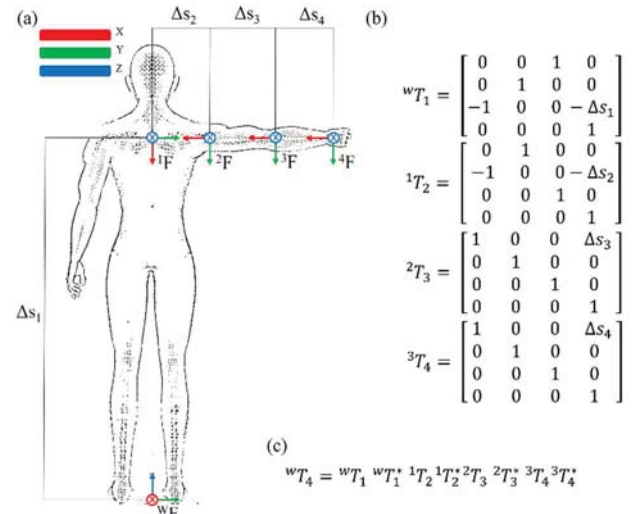 (a)
X
Y
Z
Δs₂ Δs₃ Δs₄
¹F ²F ³F ⁴F
Δs₁
ʷF
(b)
ʷT₁ = [ 0 0 1 0
0 1 0 0
−1 0 0 −Δs₁
0 0 0 1 ]
¹T₂ = [ 0 1 0 0
−1 0 0 −Δs₂
0 0 1 0
0 0 0 1 ]
²T₃ = [ 1 0 0 Δs₃
0 1 0 0
0 0 1 0
0 0 0 1 ]
³T₄ = [ 1 0 0 Δs₄
0 1 0 0
0 0 1 0
0 0 0 1 ]
(c)
ʷT₄ = ʷT₁ ʷT₁* ¹T₂ ¹T₂* ²T₃ ²T₃* ³T₄ ³T₄*